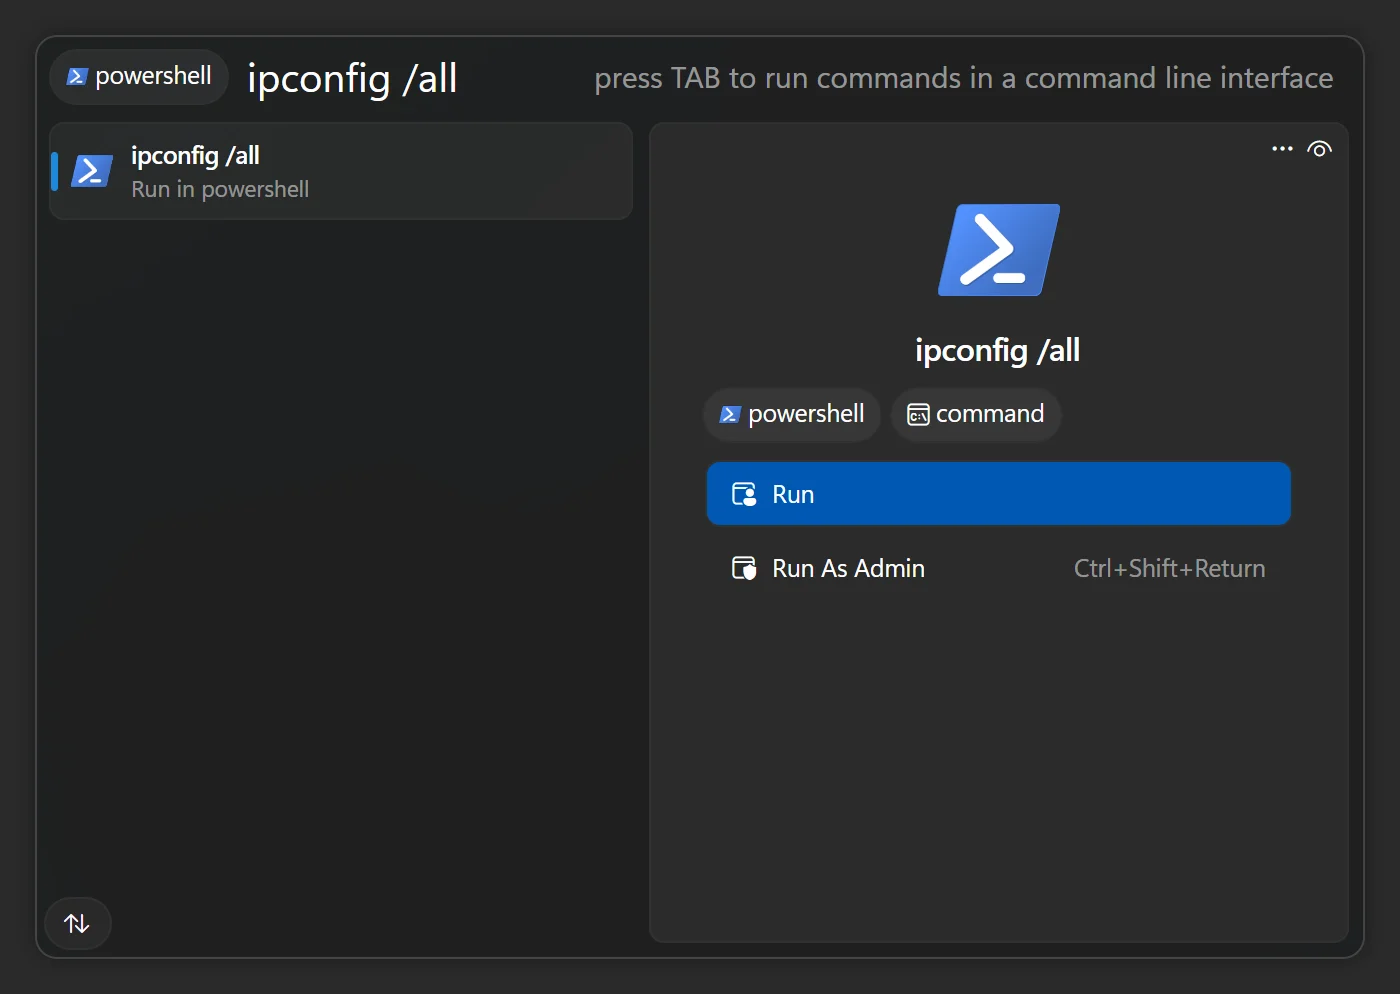 powershell
ipconfig /all
press TAB to run commands in a command line interface
ipconfig /all
Run in powershell
ipconfig /all
powershell
C:\ command
Run
Run As Admin
Ctrl+Shift+Return